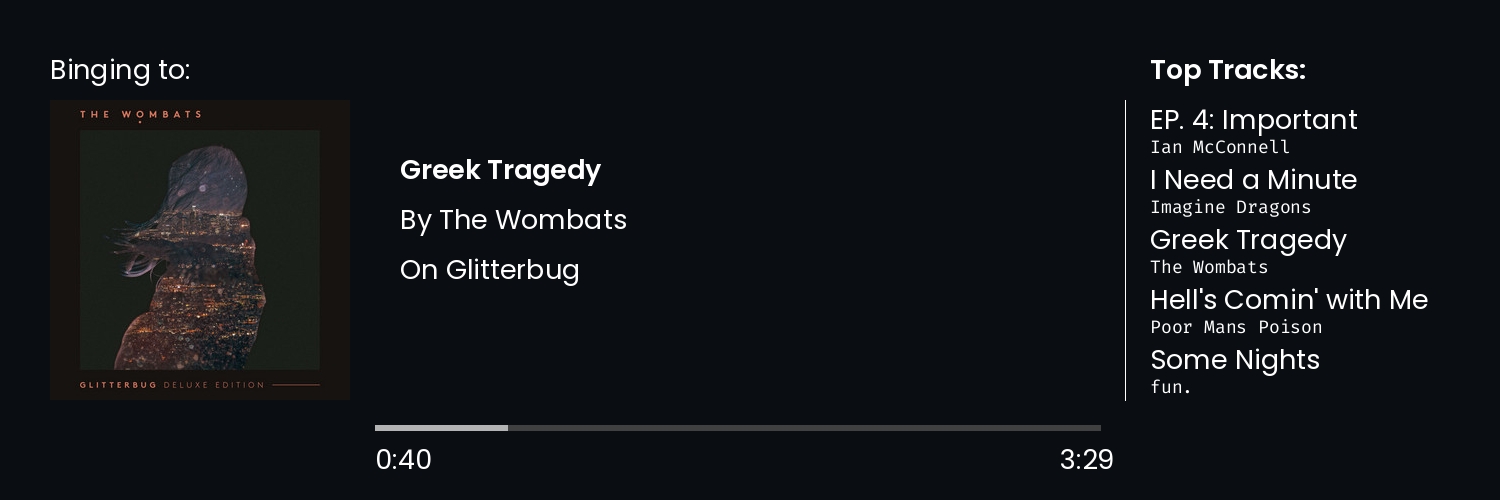 Binging to:
THE WOMBATS
GLITTERBUG DELUXE EDITION
Greek Tragedy
By The Wombats
On Glitterbug
0:40
3:29
Top Tracks:
EP. 4: Important
Ian McConnell
I Need a Minute
Imagine Dragons
Greek Tragedy
The Wombats
Hell's Comin' with Me
Poor Mans Poison
Some Nights
fun.